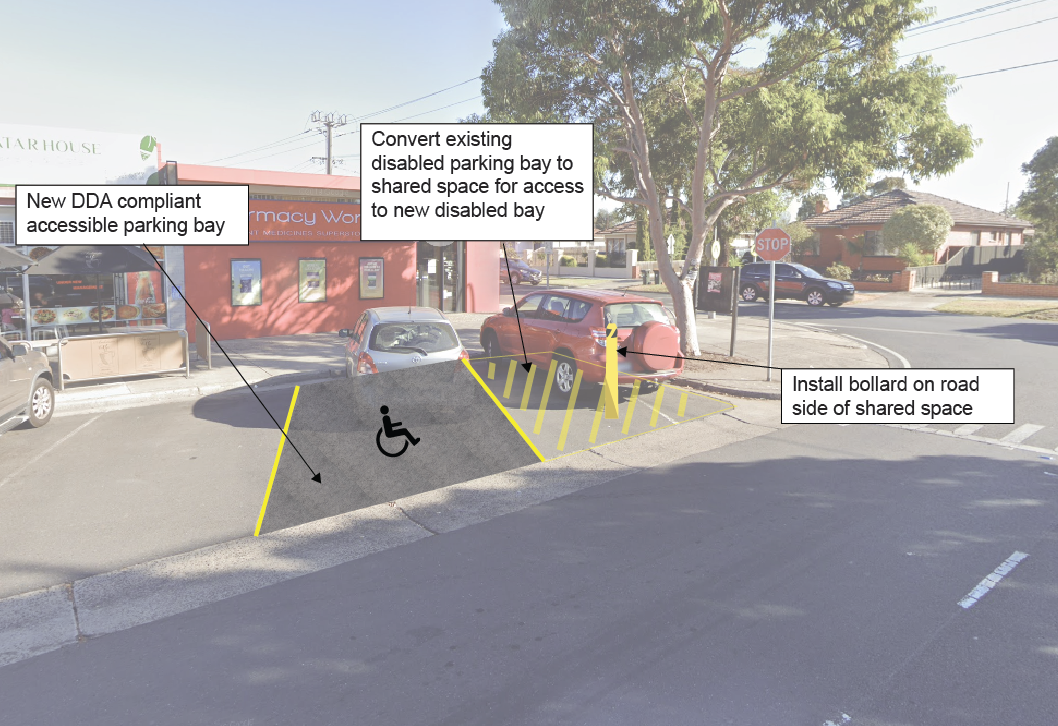 Convert existing
disabled parking bay to
shared space for access
to new disabled bay
New DDA compliant
accessible parking bay
STOP
Install bollard on road
side of shared space